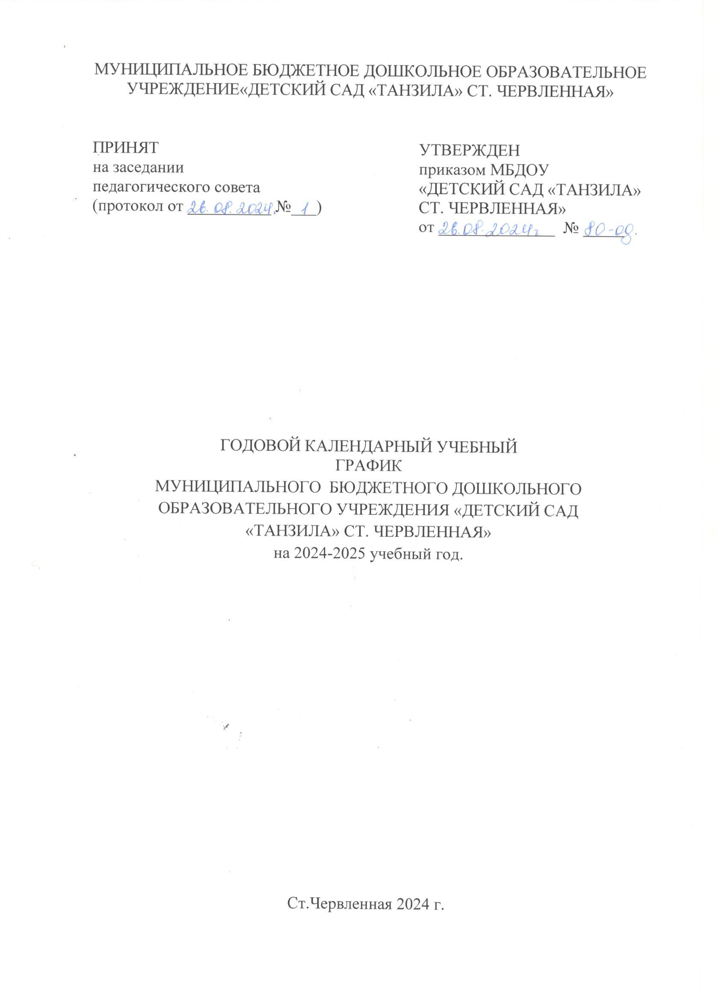 МУНИЦИПАЛЬНОЕ БЮДЖЕТНОЕ ДОШКОЛЬНОЕ ОБРАЗОВАТЕЛЬНОЕ
УЧРЕЖДЕНИЕ«ДЕТСКИЙ САД «ТАНЗИЛА» СТ. ЧЕРВЛЕННАЯ»
ПРИНЯТ
на заседании
педагогического совета
(протокол от 26.08.2024, № 1)
УТВЕРЖДЕН
приказом МБДОУ
«ДЕТСКИЙ САД «ТАНЗИЛА»
СТ. ЧЕРВЛЕННАЯ»
от 26.08.2024г № 80-од.
ГОДОВОЙ КАЛЕНДАРНЫЙ УЧЕБНЫЙ
ГРАФИК
МУНИЦИПАЛЬНОГО БЮДЖЕТНОГО ДОШКОЛЬНОГО
ОБРАЗОВАТЕЛЬНОГО УЧРЕЖДЕНИЯ «ДЕТСКИЙ САД
«ТАНЗИЛА» СТ. ЧЕРВЛЕННАЯ»
на 2024-2025 учебный год.
Ст.Червленная 2024 г.